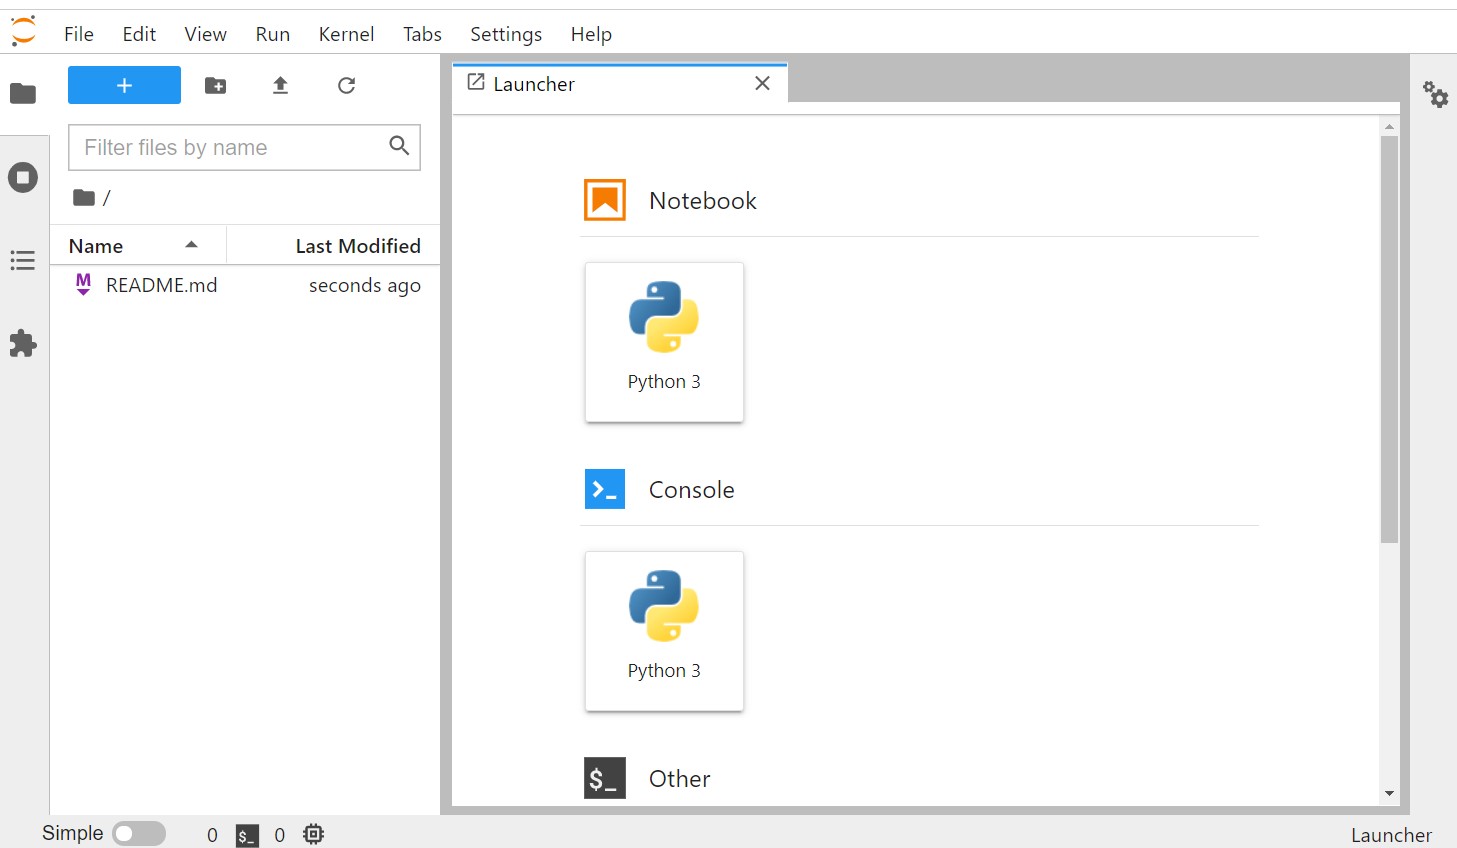 File Edit View Run Kernel Tabs Settings Help
+
Launcher
Filter files by name
/
Name Last Modified
M README.md seconds ago
Notebook
Python 3
Console
Python 3
$_ Other
Simple 0 $_ 0 Launcher